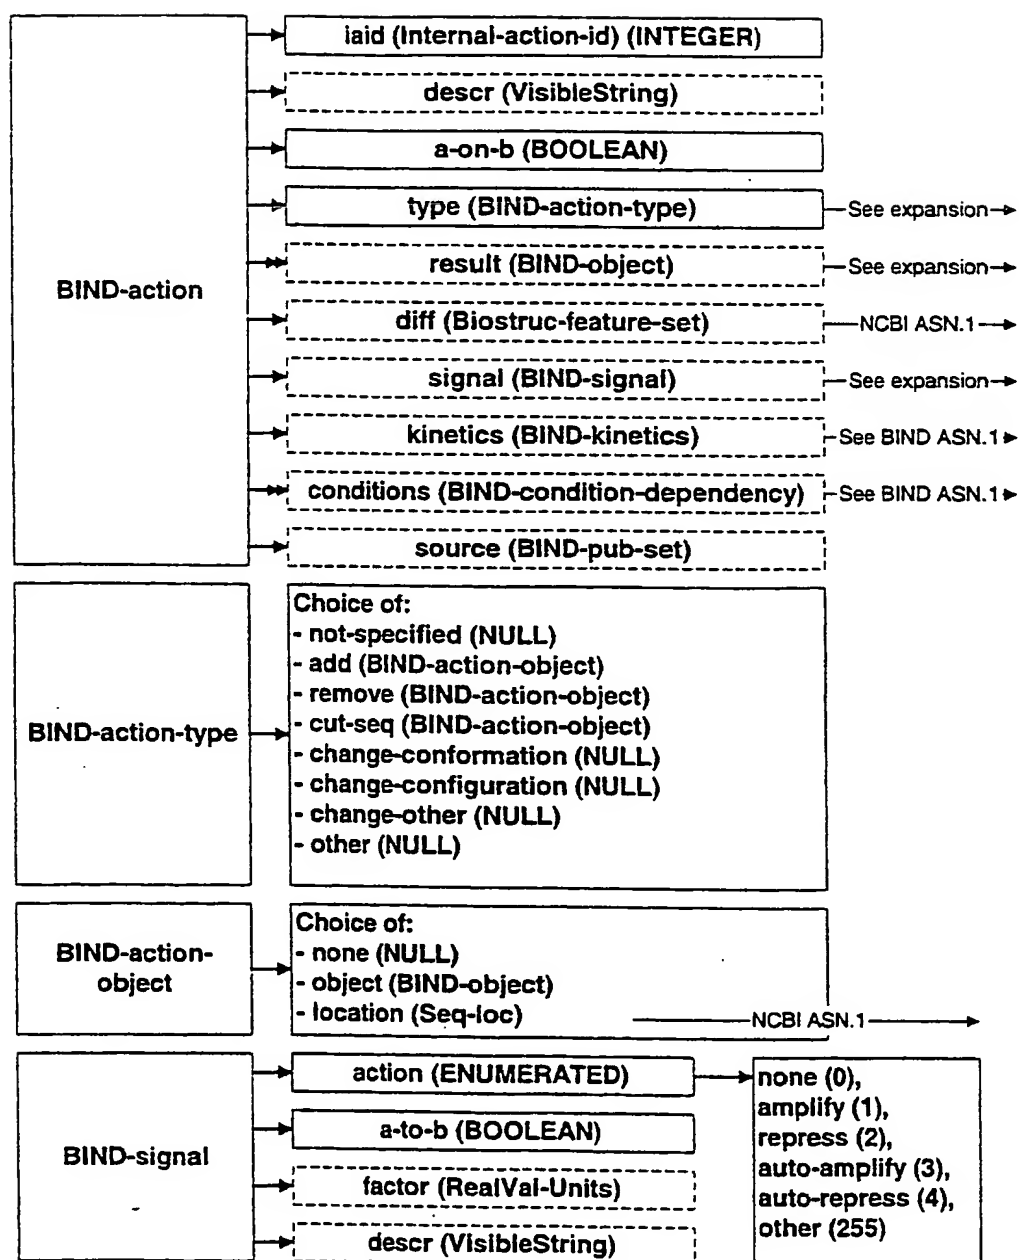 BIND-action
iaid (Internal-action-id) (INTEGER)
descr (VisibleString)
a-on-b (BOOLEAN)
type (BIND-action-type)
See expansion
result (BIND-object)
See expansion
diff (Biostruc-feature-set)
NCBI ASN.1
signal (BIND-signal)
See expansion
kinetics (BIND-kinetics)
See BIND ASN.1
conditions (BIND-condition-dependency)
See BIND ASN.1
source (BIND-pub-set)
BIND-action-type
Choice of:
- not-specified (NULL)
- add (BIND-action-object)
- remove (BIND-action-object)
- cut-seq (BIND-action-object)
- change-conformation (NULL)
- change-configuration (NULL)
- change-other (NULL)
- other (NULL)
BIND-action-
object
Choice of:
- none (NULL)
- object (BIND-object)
- location (Seq-loc)
NCBI ASN.1
BIND-signal
action (ENUMERATED)
a-to-b (BOOLEAN)
factor (RealVal-Units)
descr (VisibleString)
none (0),
amplify (1),
repress (2),
auto-amplify (3),
auto-repress (4),
other (255)